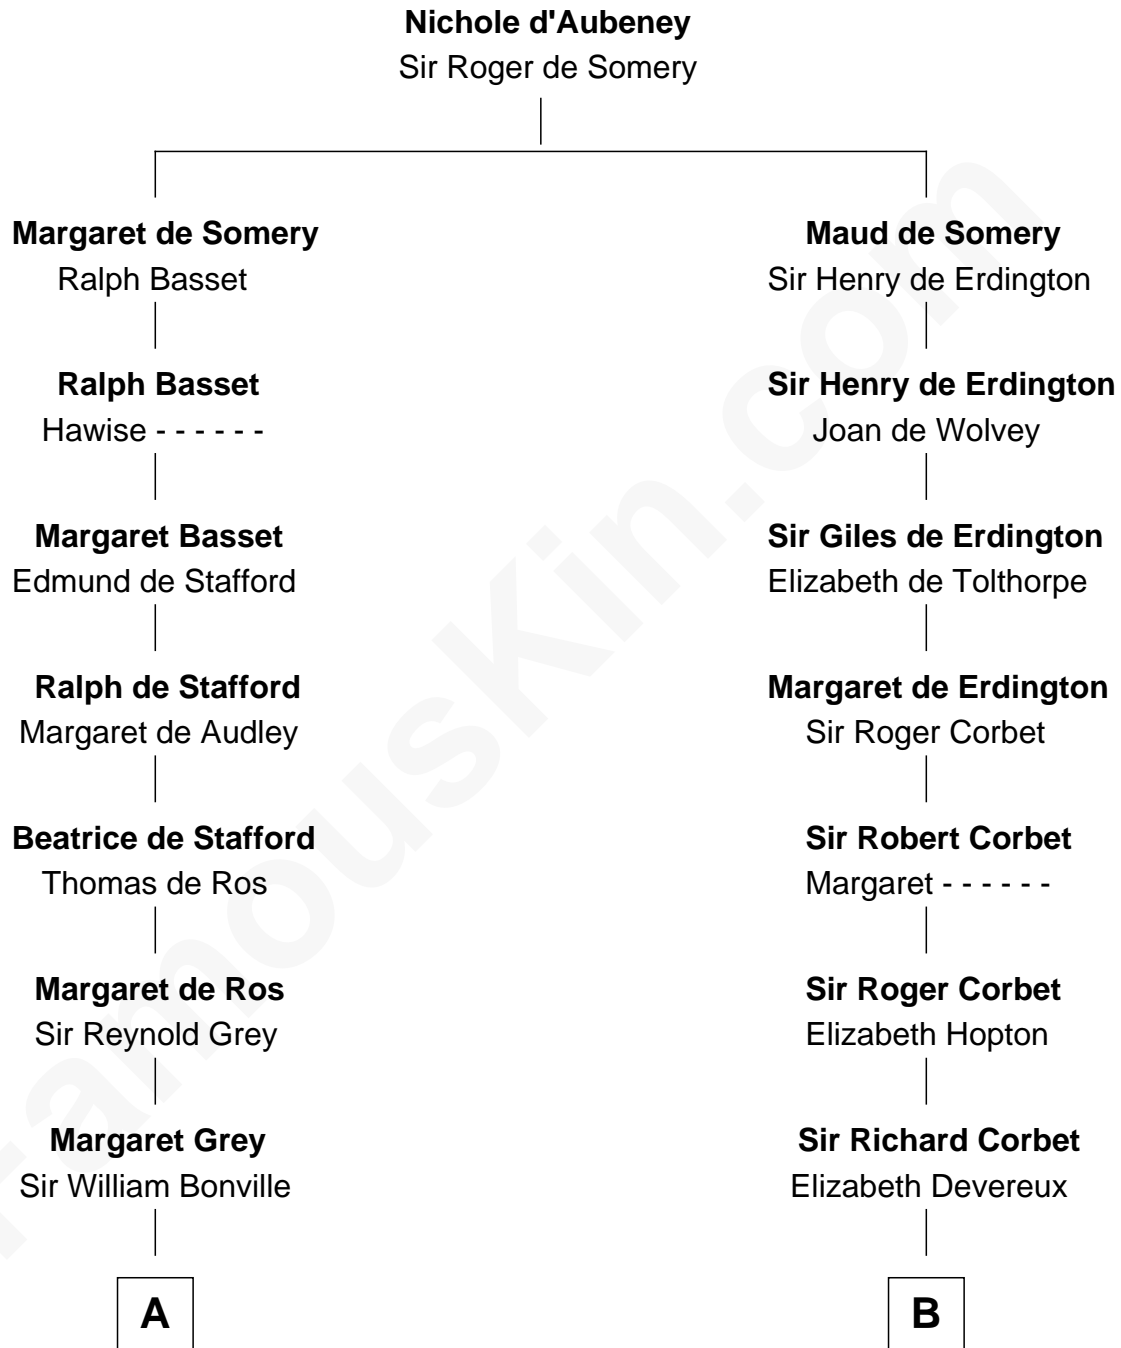 Nichole d'Aubeney
Sir Roger de Somery
Margaret de Somery
Ralph Basset
Ralph Basset
Hawise - - - - - -
Margaret Basset
Edmund de Stafford
Ralph de Stafford
Margaret de Audley
Beatrice de Stafford
Thomas de Ros
Margaret de Ros
Sir Reynold Grey
Margaret Grey
Sir William Bonville
A
Maud de Somery
Sir Henry de Erdington
Sir Henry de Erdington
Joan de Wolvey
Sir Giles de Erdington
Elizabeth de Tolthorpe
Margaret de Erdington
Sir Roger Corbet
Sir Robert Corbet
Margaret - - - - - -
Sir Roger Corbet
Elizabeth Hopton
Sir Richard Corbet
Elizabeth Devereux
B
FamousKin.com